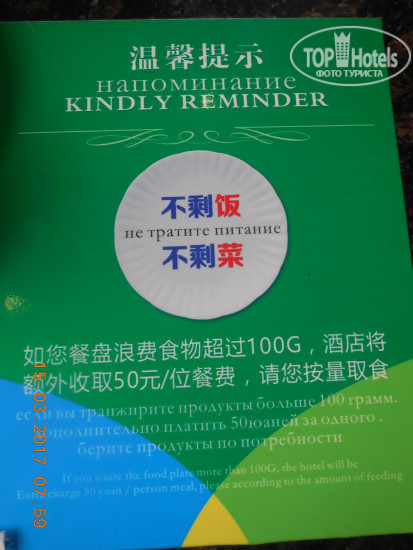 TOP Hotels
ФОТО ТУРИСТА
温馨提示
напоминание
KINDLY REMINDER
不剩饭
не тратите питание
不剩菜
如您餐盘浪费食物超过100G，酒店将
额外收取50元/位餐费，请您按量取食
если вы транжирите продукты больше 100 грамм.
дополнительно платить 50юаней за одного .
берите продукты по потребности
If you waste the food plate more than 100G, the hotel will be
Extra charge 50 yuan / person meal, please according to the amount of feeding
15/03/2017 07:59